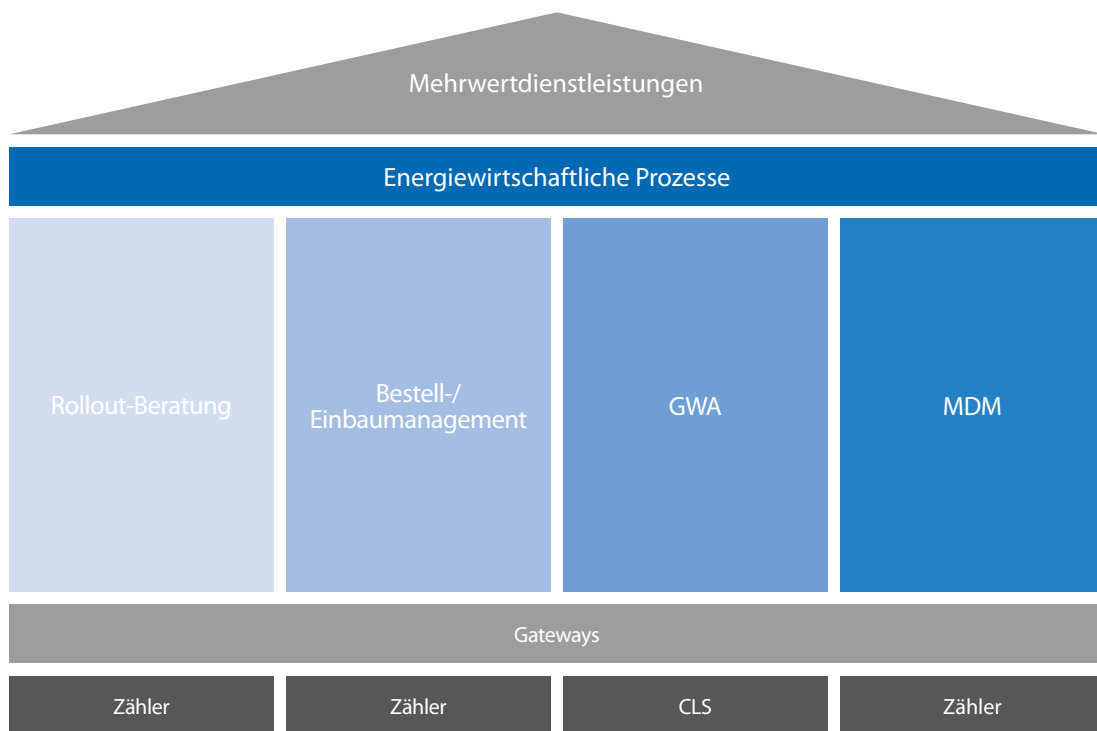 Mehrwertdienstleistungen
Energiewirtschaftliche Prozesse
Rollout-Beratung
Bestell-/
Einbaumanagement
GWA
MDM
Gateways
Zähler
Zähler
CLS
Zähler